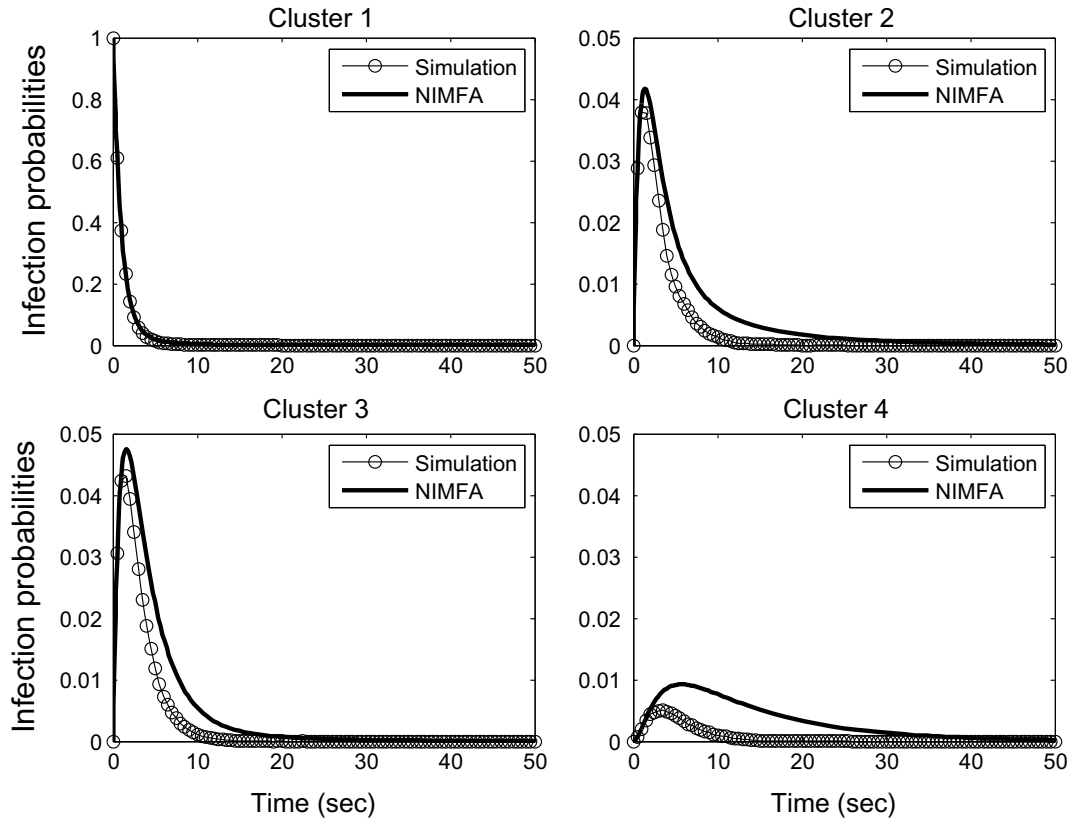 Cluster 1
Infection probabilities
1
0.8
0.6
0.4
0.2
0
0 10 20 30 40 50
Simulation
NIMFA
Cluster 2
0.05
0.04
0.03
0.02
0.01
0
0 10 20 30 40 50
Simulation
NIMFA
Cluster 3
Infection probabilities
0.05
0.04
0.03
0.02
0.01
0
0 10 20 30 40 50
Simulation
NIMFA
Time (sec)
Cluster 4
0.05
0.04
0.03
0.02
0.01
0
0 10 20 30 40 50
Simulation
NIMFA
Time (sec)